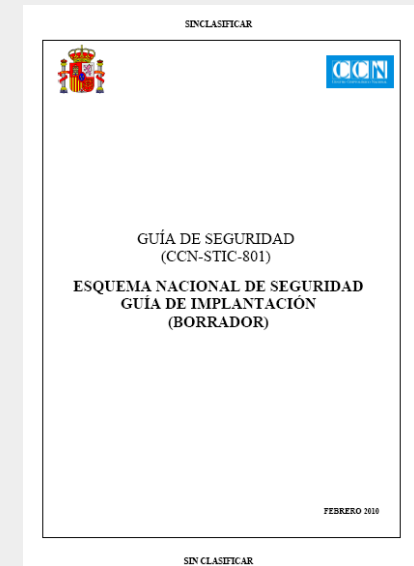 SINCLASIFICAR
CCN
GUÍA DE SEGURIDAD
(CCN-STIC-801)
ESQUEMA NACIONAL DE SEGURIDAD
GUÍA DE IMPLANTACIÓN
(BORRADOR)
FEBRERO 2010
SIN CLASIFICAR